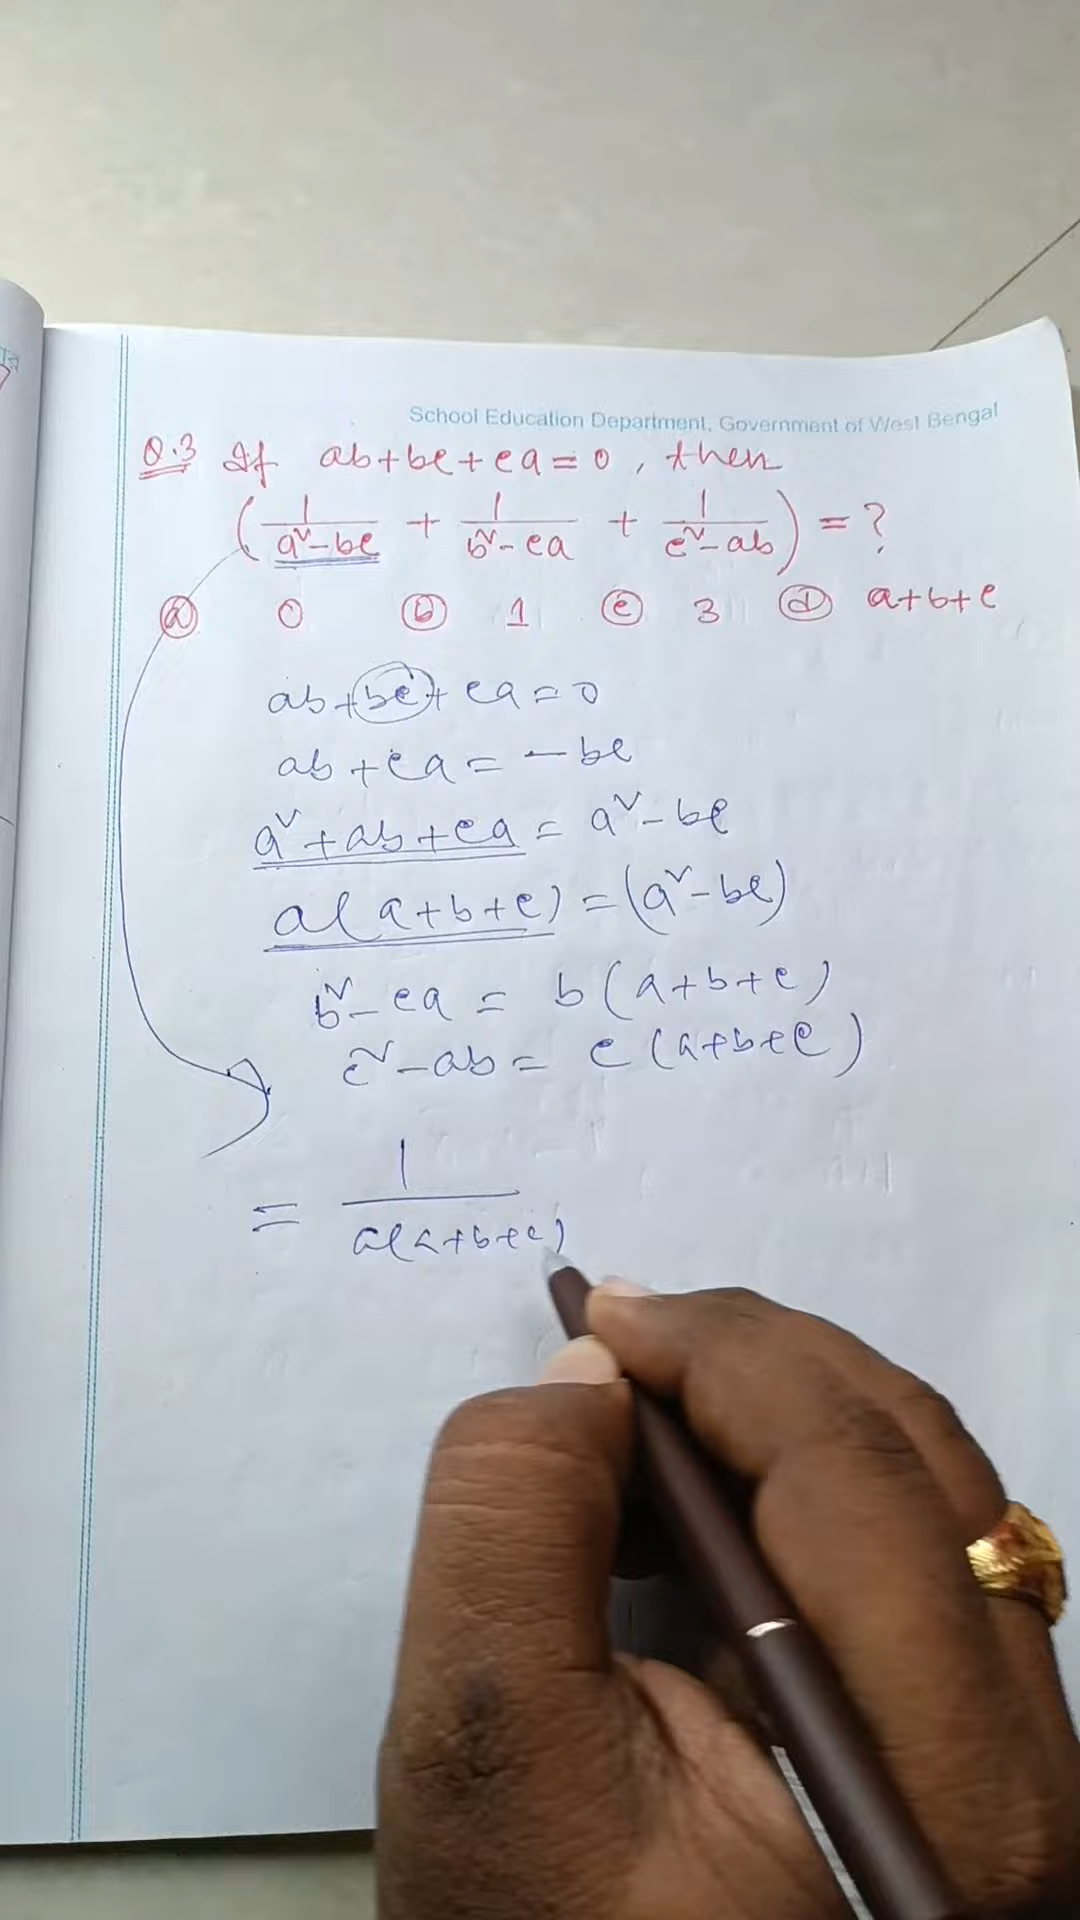 School Education Department, Government of West Bengal
Q.3 If ab+bc+ca=0, then
(1/(a²-bc) + 1/(b²-ca) + 1/(c²-ab)) = ?
ⓐ 0 ⓑ 1 ⓒ 3 ⓓ a+b+c
ab+bc+ca=0
ab+ca=-bc
a²+ab+ca=a²-bc
a(a+b+c)=(a²-bc)
b²-ca=b(a+b+c)
c²-ab=c(a+b+c)
= 1/(a(a+b+c))